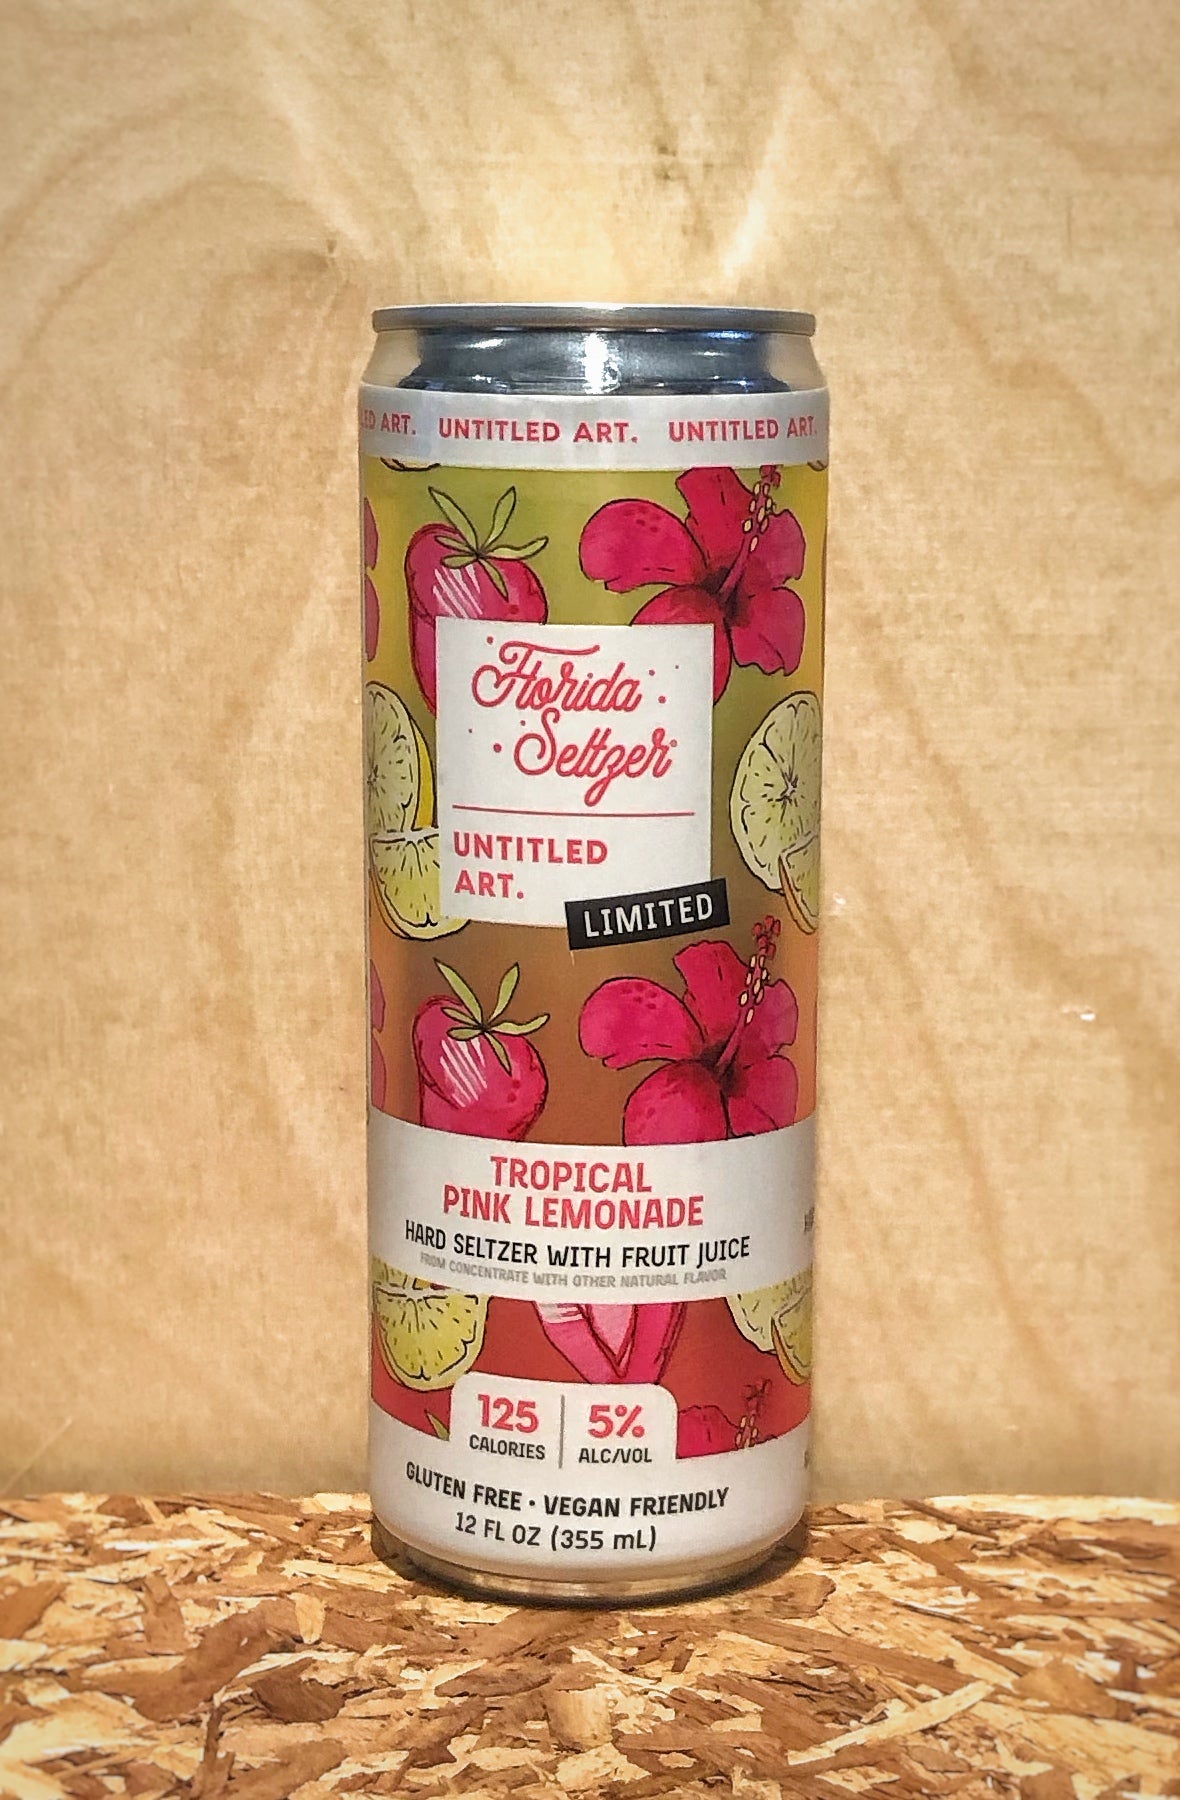 ED ART. UNTITLED ART. UNTITLED ART.
Florida
Seltzer
UNTITLED
ART.
LIMITED
TROPICAL
PINK LEMONADE
HARD SELTZER WITH FRUIT JUICE
FROM CONCENTRATE WITH OTHER NATURAL FLAVOR
125 5%
CALORIES ALC/VOL
GLUTEN FREE • VEGAN FRIENDLY
12 FL OZ (355 mL)